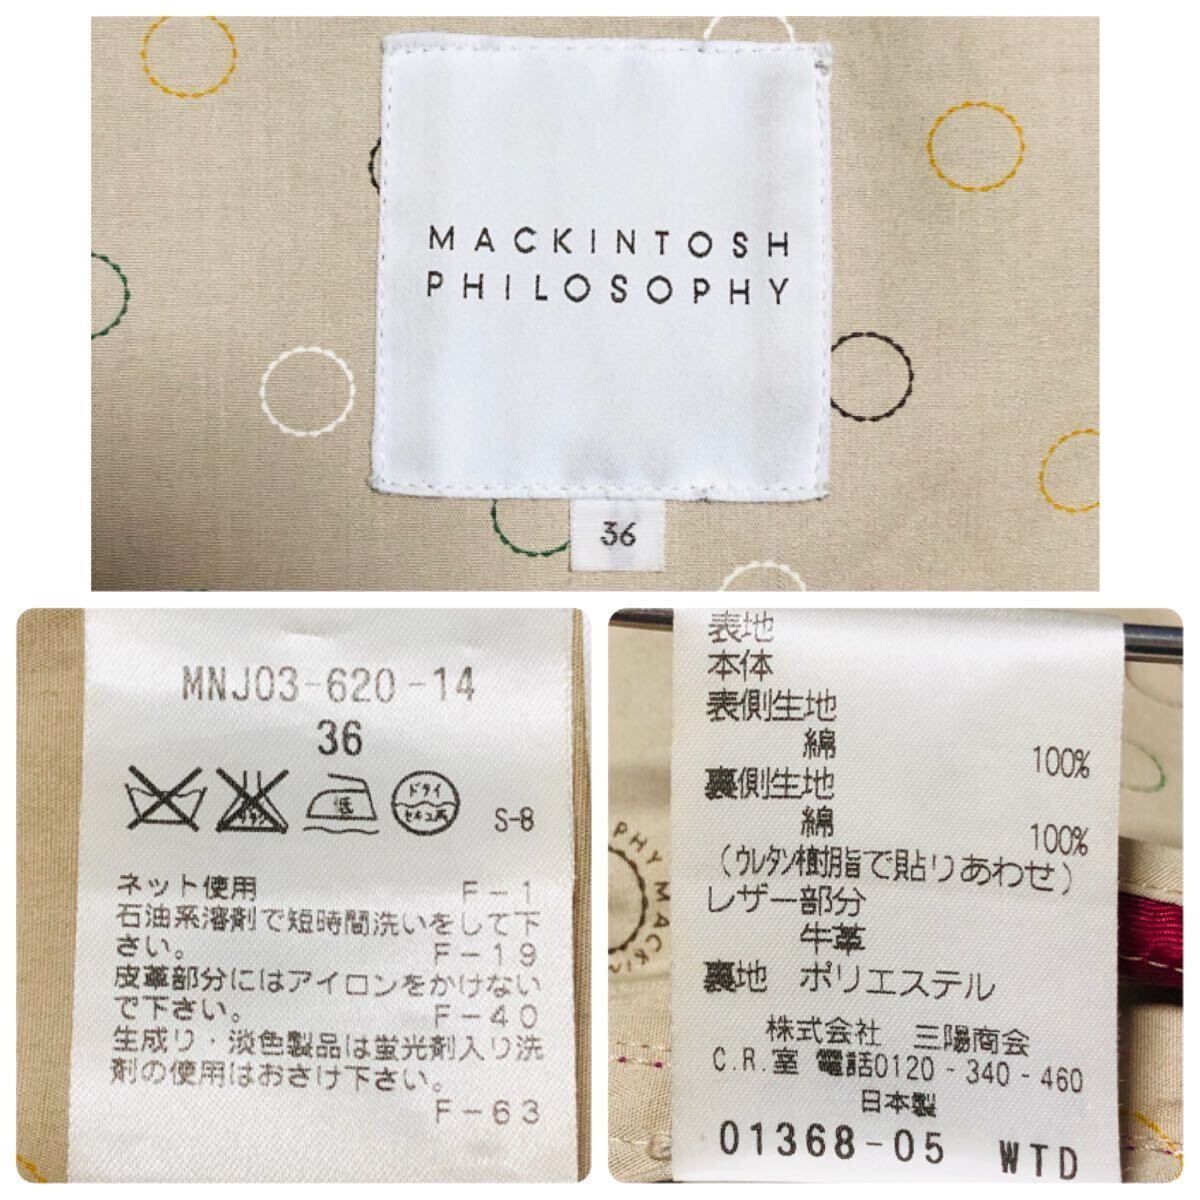 MACKINTOSH
PHILOSOPHY
36
MNJ03-620-14
36
低
ドライ
セキユ系
S-8
ネット使用 F-1
石油系溶剤で短時間洗いをして下
さい。 F-19
皮革部分にはアイロンをかけない
で下さい。 F-40
生成り・淡色製品は蛍光剤入り洗
剤の使用はおさけ下さい。
F-63
表地
本体
表側生地
綿 100%
裏側生地
綿 100%
(ウレタン樹脂で貼りあわせ)
レザー部分
牛革
裏地 ポリエステル
株式会社 三陽商会
C.R.室 電話0120-340-460
日本製
01368-05 WTD
PHY MACKIN